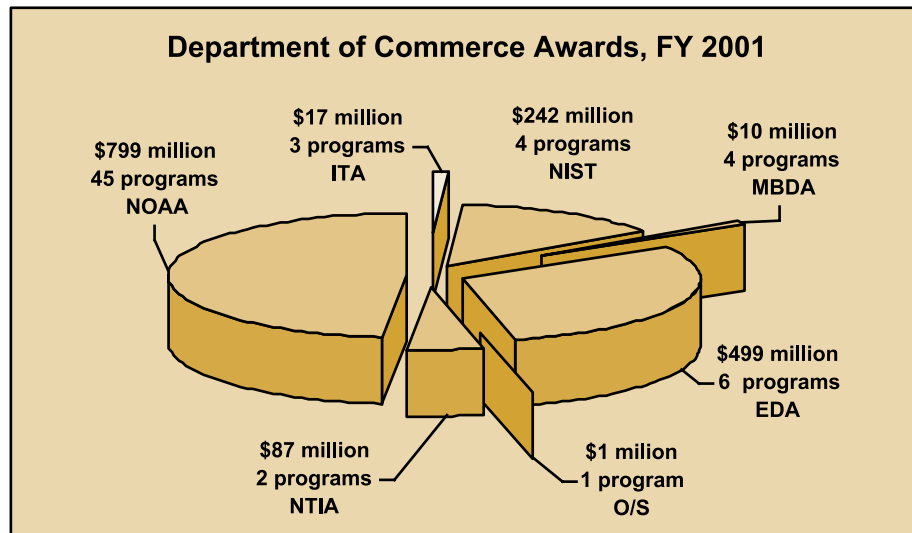 Department of Commerce Awards, FY 2001
$17 million
3 programs
ITA
$242 million
4 programs
NIST
$10 million
4 programs
MBDA
$799 million
45 programs
NOAA
$499 million
6 programs
EDA
$87 million
2 programs
NTIA
$1 milion
1 program
O/S